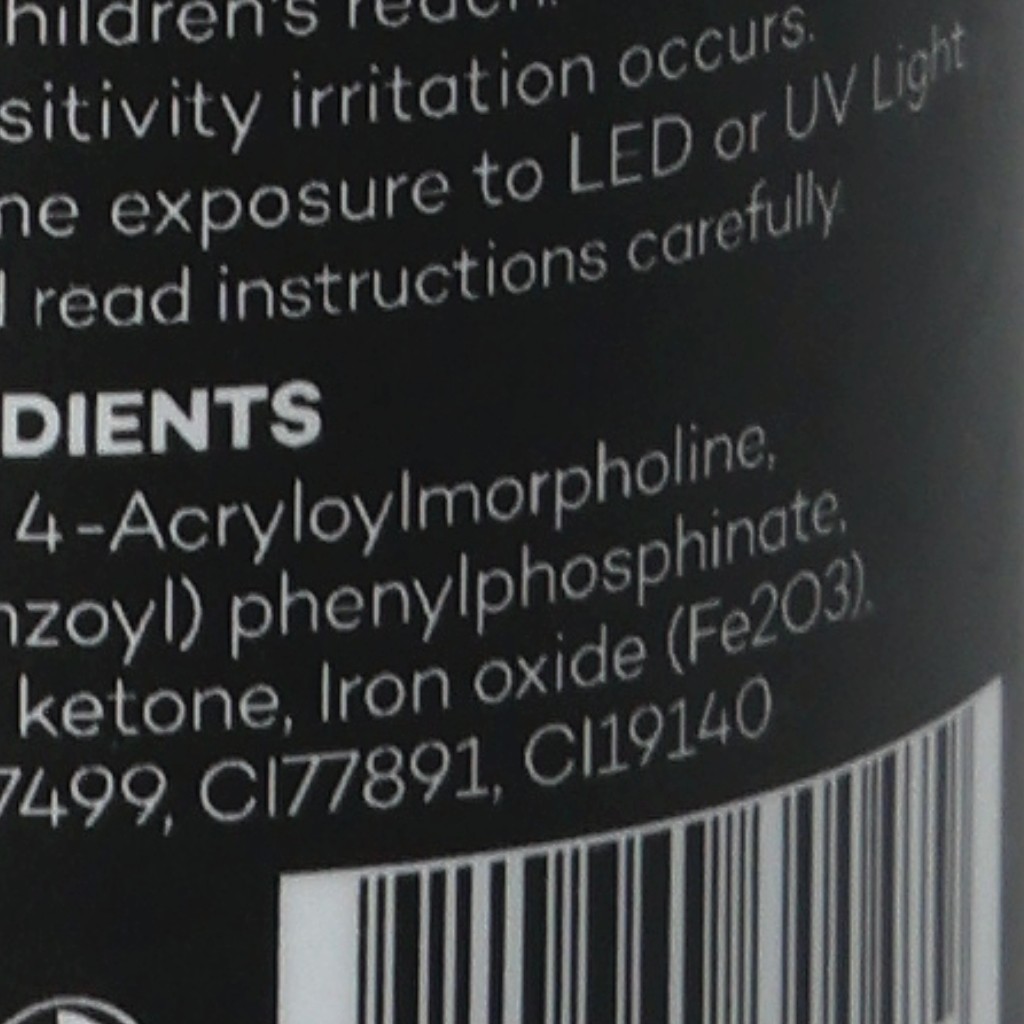 children's reach.
sitivity irritation occurs.
ne exposure to LED or UV Light
read instructions carefully
DIENTS
4-Acryloylmorpholine,
nzoyl) phenylphosphinate,
ketone, Iron oxide (Fe2O3),
7499, CI77891, CI19140